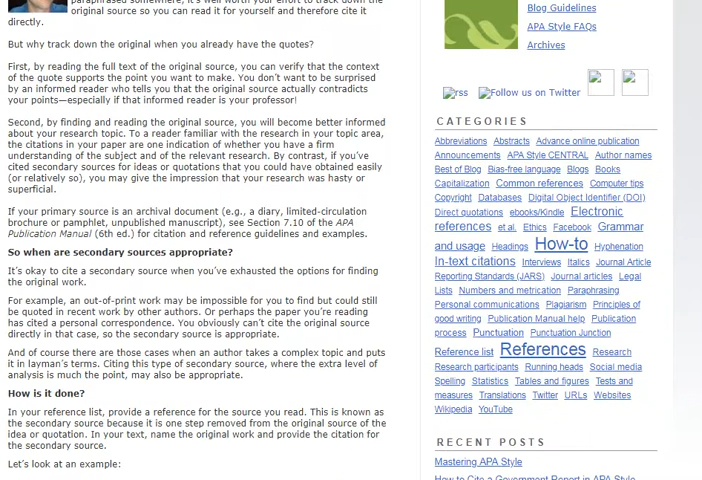 paraphrased somewhere, it's well worth your effort to track down the
original source so you can read it for yourself and therefore cite it
directly.
But why track down the original when you already have the quotes?
First, by reading the full text of the original source, you can verify that the context
of the quote supports the point you want to make. You don't want to be surprised
by an informed reader who tells you that the original source actually contradicts
your points—especially if that informed reader is your professor!
Second, by finding and reading the original source, you will become better informed
about your research topic. To a reader familiar with the research in your topic area,
the citations in your paper are one indication of whether you have a firm
understanding of the subject and of the relevant research. By contrast, if you've
cited secondary sources for ideas or quotations that you could have obtained easily
(or relatively so), you may give the impression that your research was hasty or
superficial.
If your primary source is an archival document (e.g., a diary, limited-circulation
brochure or pamphlet, unpublished manuscript), see Section 7.10 of the APA
Publication Manual (6th ed.) for citation and reference guidelines and examples.
So when are secondary sources appropriate?
It's okay to cite a secondary source when you've exhausted the options for finding
the original work.
For example, an out-of-print work may be impossible for you to find but could still
be quoted in recent work by other authors. Or perhaps the paper you're reading
has cited a personal correspondence. You obviously can't cite the original source
directly in that case, so the secondary source is appropriate.
And of course there are those cases when an author takes a complex topic and puts
it in layman's terms. Citing this type of secondary source, where the extra level of
analysis is much the point, may also be appropriate.
How is it done?
In your reference list, provide a reference for the source you read. This is known as
the secondary source because it is one step removed from the original source of the
idea or quotation. In your text, name the original work and provide the citation for
the secondary source.
Let's look at an example:
Blog Guidelines
APA Style FAQs
Archives
rss Follow us on Twitter
CATEGORIES
Abbreviations Abstracts Advance online publication
Announcements APA Style CENTRAL Author names
Best of Blog Bias-free language Blogs Books
Capitalization Common references Computer tips
Copyright Databases Digital Object Identifier (DOI)
Direct quotations ebooks/Kindle Electronic
references et al. Ethics Facebook Grammar
and usage Headings How-to Hyphenation
In-text citations Interviews Italics Journal Article
Reporting Standards (JARS) Journal articles Legal
Lists Numbers and metrication Paraphrasing
Personal communications Plagiarism Principles of
good writing Publication Manual help Publication
process Punctuation Punctuation Junction
Reference list References Research
Research participants Running heads Social media
Spelling Statistics Tables and figures Tests and
measures Translations Twitter URLs Websites
Wikipedia YouTube
RECENT POSTS
Mastering APA Style
How to Cite a Government Report in APA Style